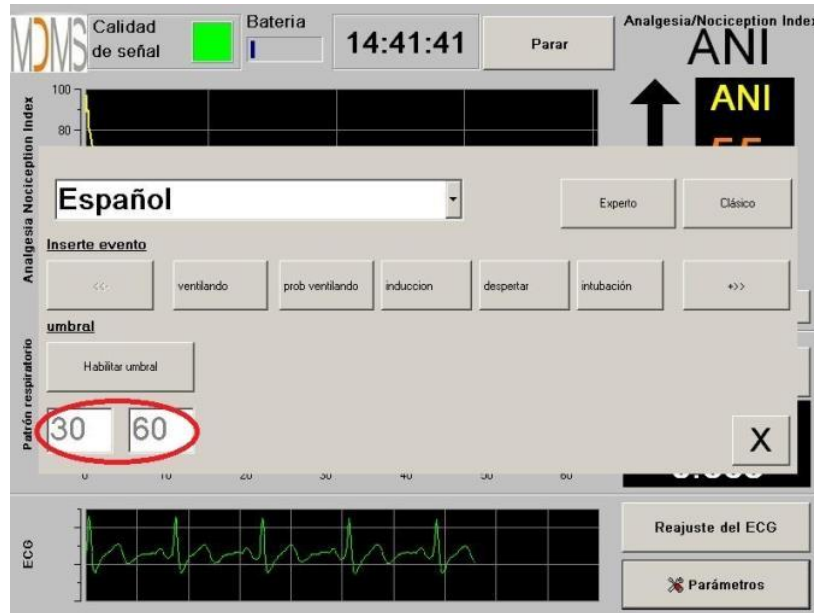 MDMS
Calidad
de señal
Bateria
14:41:41
Parar
Analgesia/Nociception Index
ANI
ANI
100
80
Analgesia Nociception Index
Español
Experto
Clásico
Inserte evento
<<-
ventilando
prob ventilando
induccion
despertar
intubación
+>>
umbral
Habilitar umbral
30
60
X
Patrón respiratorio
0
10
20
30
40
50
60
ECG
Reajuste del ECG
Parámetros